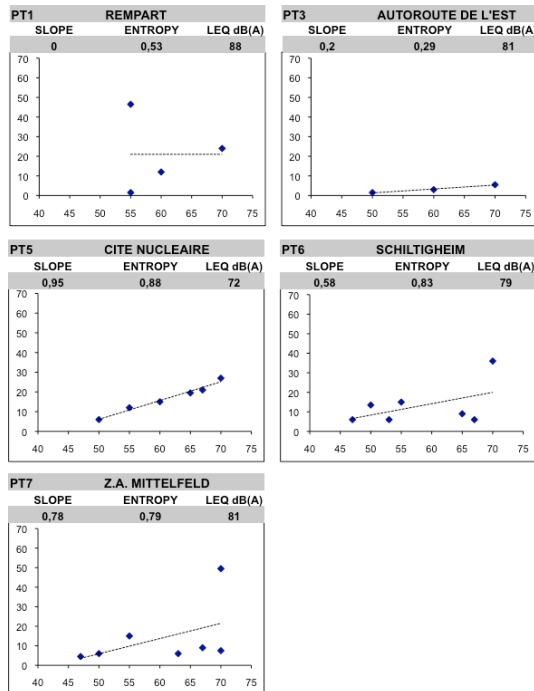 PT1 REMPART
SLOPE ENTROPY LEQ dB(A)
0 0,53 88
70
60
50
40
30
20
10
0
40 45 50 55 60 65 70 75
PT3 AUTOROUTE DE L'EST
SLOPE ENTROPY LEQ dB(A)
0,2 0,29 81
70
60
50
40
30
20
10
0
40 45 50 55 60 65 70 75
PT5 CITE NUCLEAIRE
SLOPE ENTROPY LEQ dB(A)
0,95 0,88 72
70
60
50
40
30
20
10
0
40 45 50 55 60 65 70 75
PT6 SCHILTIGHEIM
SLOPE ENTROPY LEQ dB(A)
0,58 0,83 79
70
60
50
40
30
20
10
0
40 45 50 55 60 65 70 75
PT7 Z.A. MITTELFELD
SLOPE ENTROPY LEQ dB(A)
0,78 0,79 81
70
60
50
40
30
20
10
0
40 45 50 55 60 65 70 75